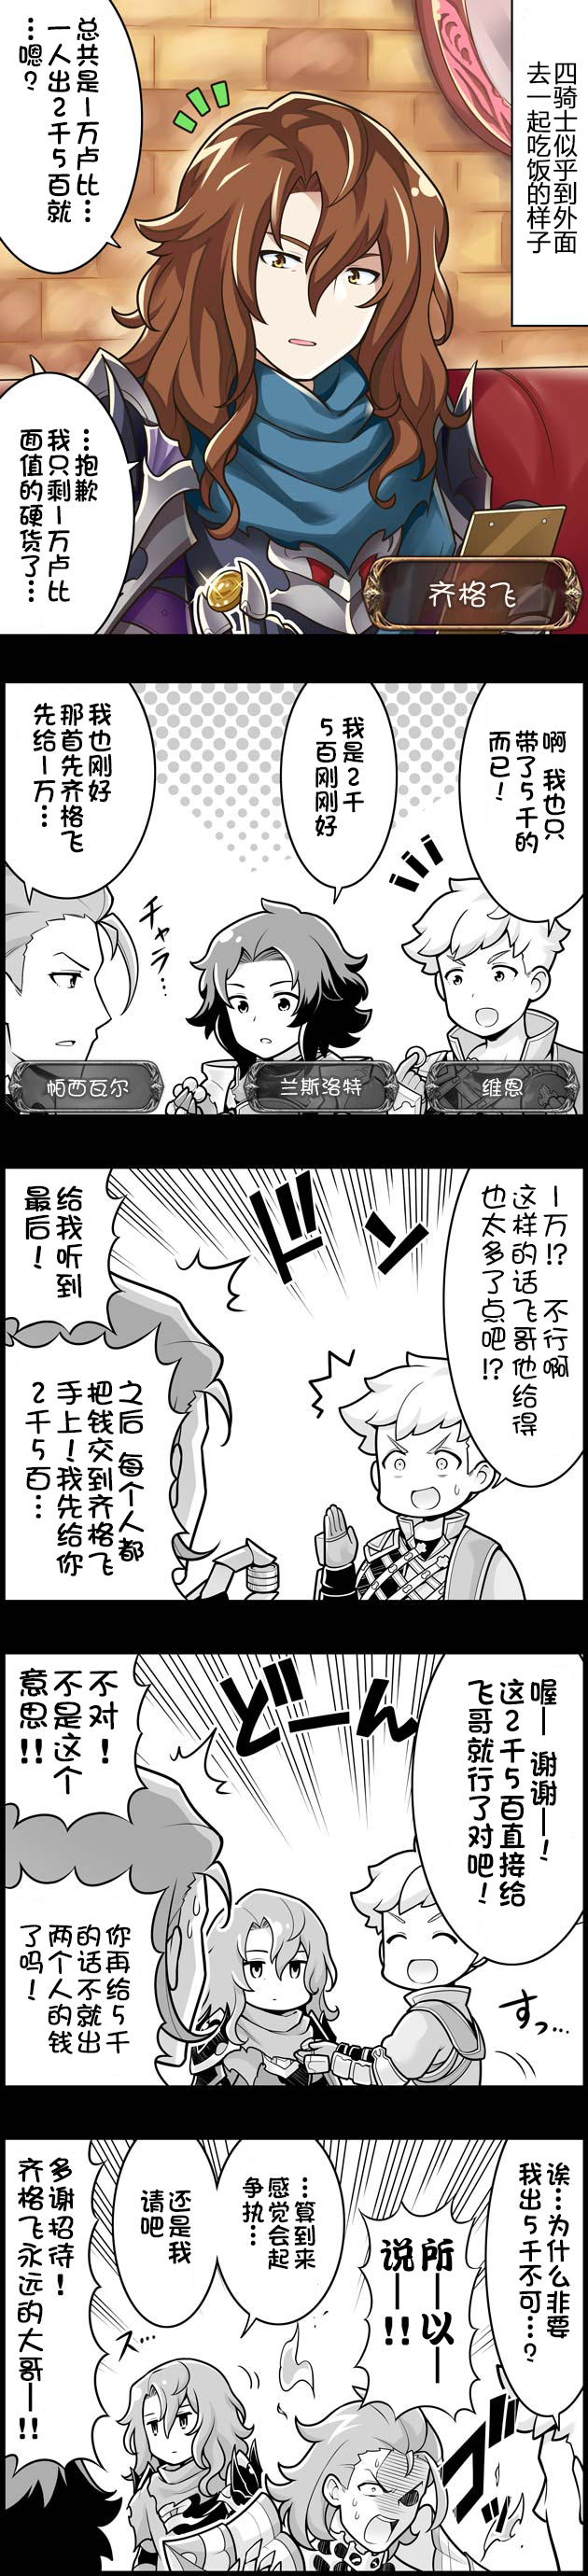 四骑士似乎到外面
去一起吃饭的样子
总共是1万卢比…
一人出2千5百就
…嗯?
…抱歉
我只剩1万卢比
面值的硬货了…
齐格飞
啊 我也只
带了5千的
而已!
我是2千
5百刚刚好
我也刚好
那首先齐格飞
先给1万…
チャラ…
帕西瓦尔
兰斯洛特
维恩
1万!? 不行啊
这样的话飞哥他给得
也太多了点吧!?
ドン
给我听到
最后!
之后 每个人都
把钱交到齐格飞
手上!我先给你
2千5百…
喔ー 谢谢ー!
这2千5百直接给
飞哥就行了对吧!
どーん
不对!
不是这个
意思!!
你再给5千
的话不就出
两个人的钱
了吗!
すっ…
诶…为什么非要
我出5千不可…?
所ー以ー
说ー!!
…算到来
感觉会起
争执…
还是我
请吧
ス…
多谢招待!
齐格飞永远的大哥ー!!